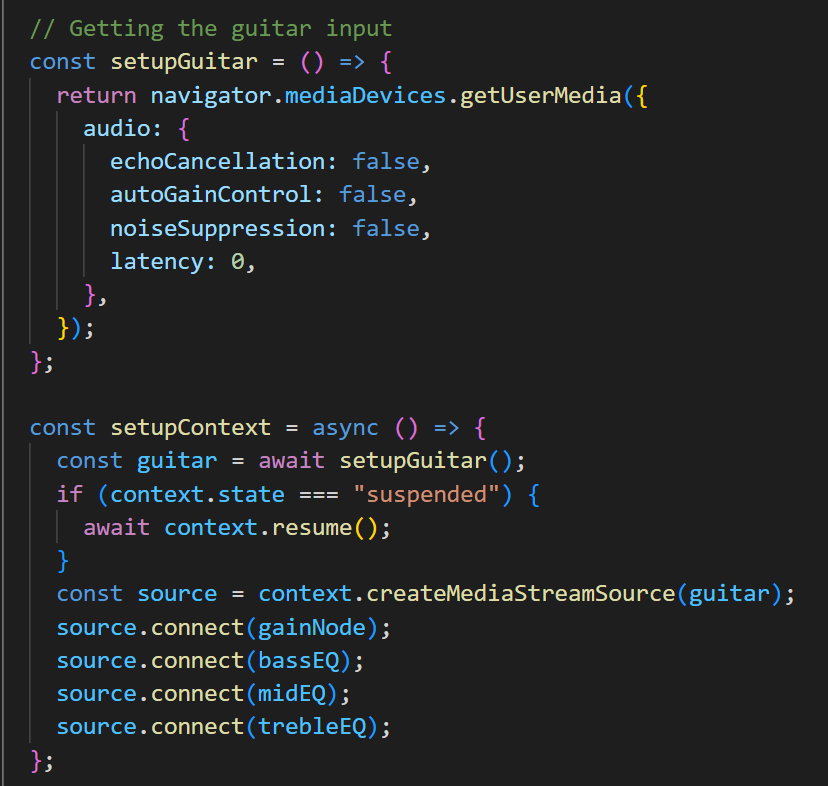 // Getting the guitar input
const setupGuitar = () => {
  return navigator.mediaDevices.getUserMedia({
    audio: {
      echoCancellation: false,
      autoGainControl: false,
      noiseSuppression: false,
      latency: 0,
    },
  });
};

const setupContext = async () => {
  const guitar = await setupGuitar();
  if (context.state === "suspended") {
    await context.resume();
  }
  const source = context.createMediaStreamSource(guitar);
  source.connect(gainNode);
  source.connect(bassEQ);
  source.connect(midEQ);
  source.connect(trebleEQ);
};